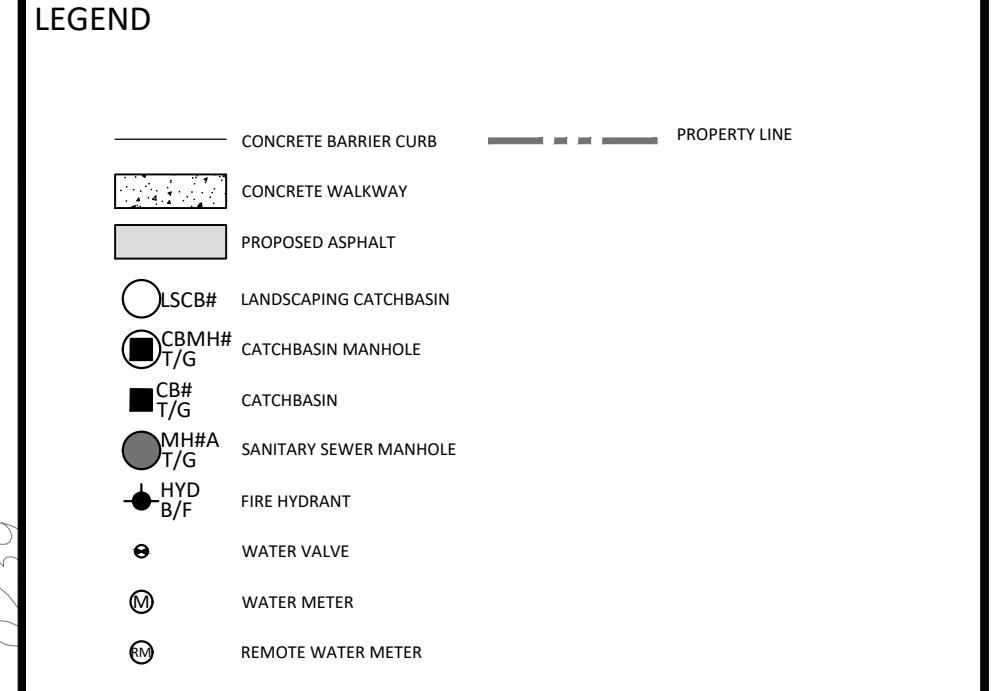 LEGEND
CONCRETE BARRIER CURB
PROPERTY LINE
CONCRETE WALKWAY
PROPOSED ASPHALT
LSCB# LANDSCAPING CATCHBASIN
CBMH#
T/G
CATCHBASIN MANHOLE
CB#
T/G
CATCHBASIN
MH#A
T/G
SANITARY SEWER MANHOLE
HYD
B/F
FIRE HYDRANT
WATER VALVE
M WATER METER
RM REMOTE WATER METER